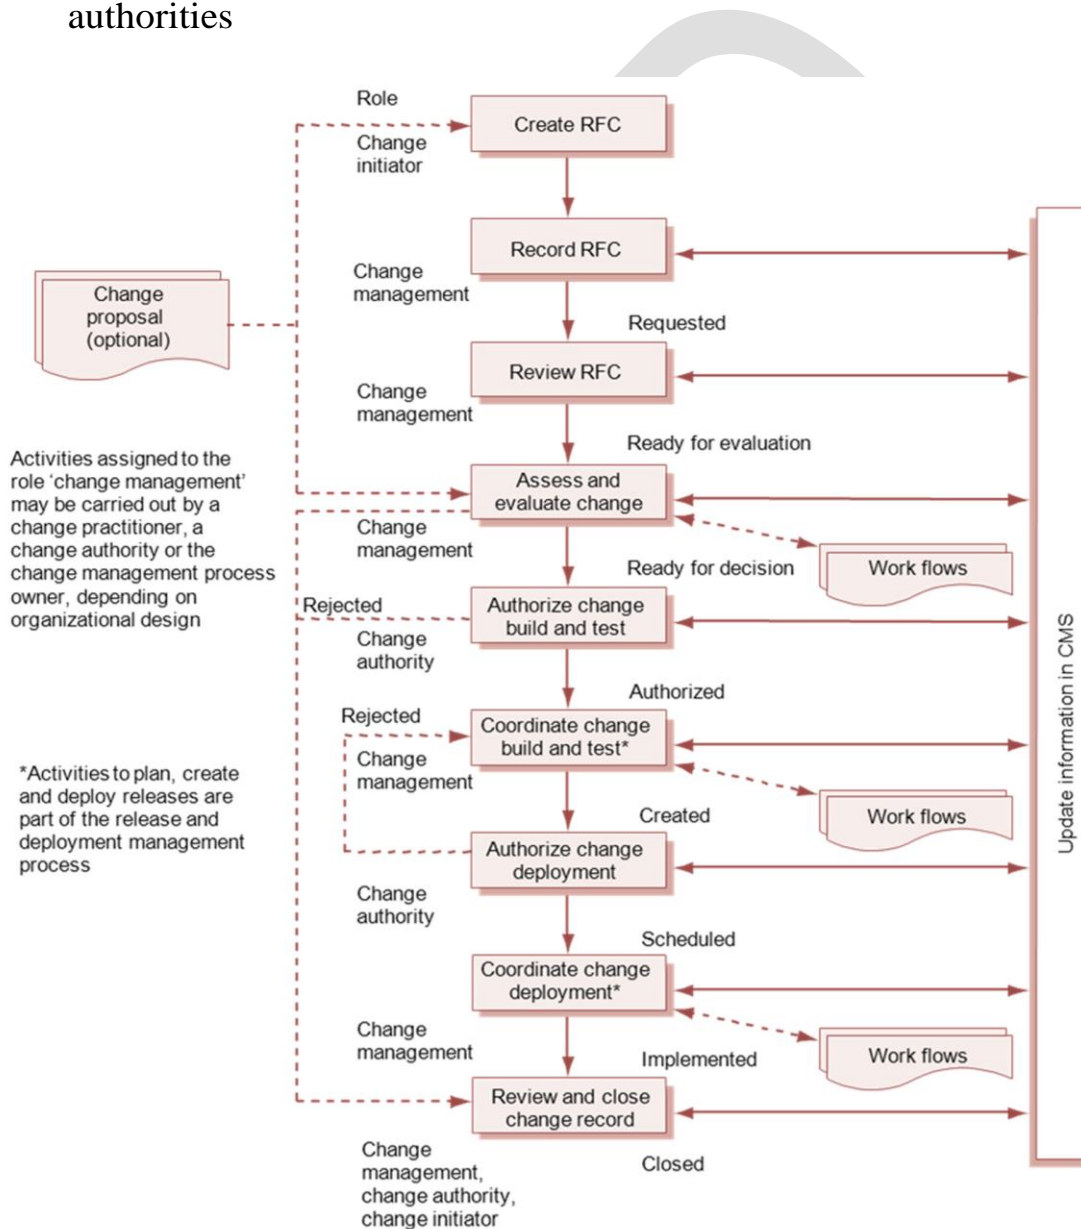 authorities
Role
Create RFC
Change
initiator
Record RFC
Change
management
Change
proposal
(optional)
Requested
Review RFC
Change
management
Ready for evaluation
Activities assigned to the
role ‘change management’
may be carried out by a
change practitioner, a
change authority or the
change management process
owner, depending on
organizational design
Assess and
evaluate change
Change
management
Work flows
Ready for decision
Rejected
Authorize change
build and test
Change
authority
Update information in CMS
Authorized
Rejected
Coordinate change
build and test*
Change
management
*Activities to plan, create
and deploy releases are
part of the release and
deployment management
process
Work flows
Created
Authorize change
deployment
Change
authority
Scheduled
Coordinate change
deployment*
Change
management
Work flows
Implemented
Review and close
change record
Change
management,
change authority,
change initiator
Closed